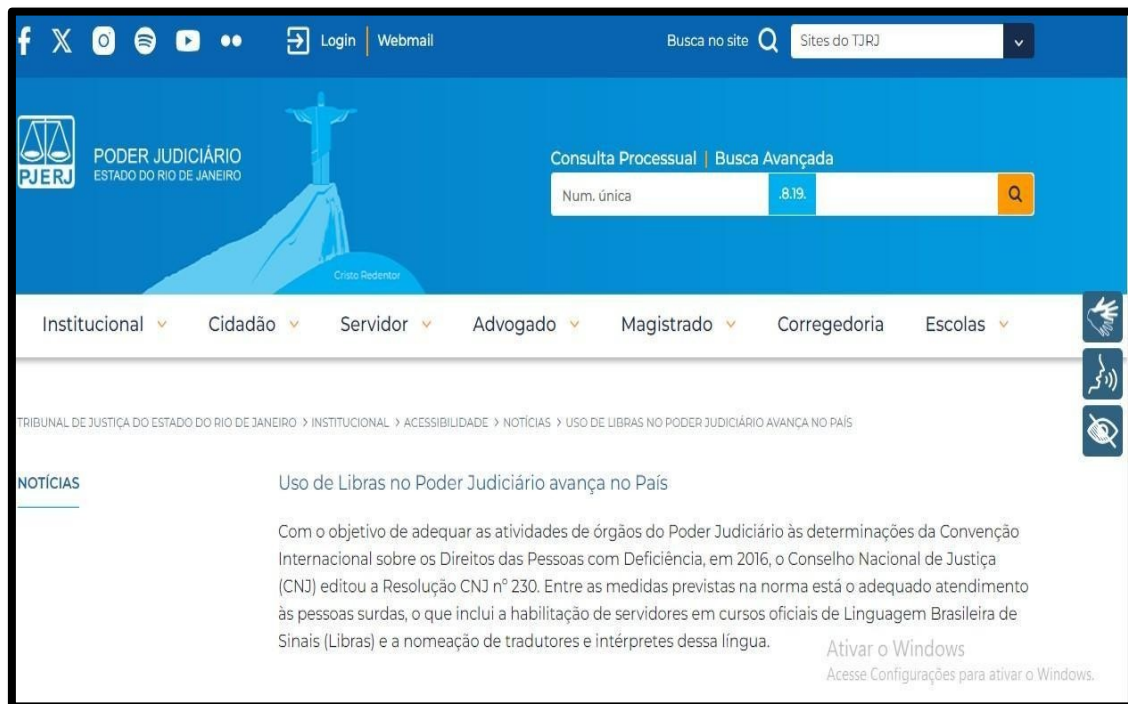 Login | Webmail
Busca no site
Sites do TJRJ
PJERJ
PODER JUDICIÁRIO
ESTADO DO RIO DE JANEIRO
Cristo Redentor
Consulta Processual | Busca Avançada
Num. única
.8.19.
Institucional
Cidadão
Servidor
Advogado
Magistrado
Corregedoria
Escolas
TRIBUNAL DE JUSTIÇA DO ESTADO DO RIO DE JANEIRO > INSTITUCIONAL > ACESSIBILIDADE > NOTÍCIAS > USO DE LIBRAS NO PODER JUDICIÁRIO AVANÇA NO PAÍS
NOTÍCIAS
Uso de Libras no Poder Judiciário avança no País
Com o objetivo de adequar as atividades de órgãos do Poder Judiciário às determinações da Convenção
Internacional sobre os Direitos das Pessoas com Deficiência, em 2016, o Conselho Nacional de Justiça
(CNJ) editou a Resolução CNJ nº 230. Entre as medidas previstas na norma está o adequado atendimento
às pessoas surdas, o que inclui a habilitação de servidores em cursos oficiais de Linguagem Brasileira de
Sinais (Libras) e a nomeação de tradutores e intérpretes dessa língua.
Ativar o Windows
Acesse Configurações para ativar o Windows.